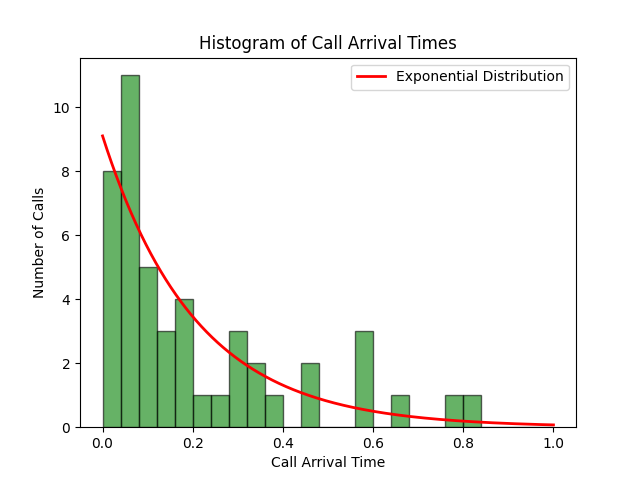 Histogram of Call Arrival Times
Exponential Distribution
Number of Calls
10
8
6
4
2
0
0.0 0.2 0.4 0.6 0.8 1.0
Call Arrival Time